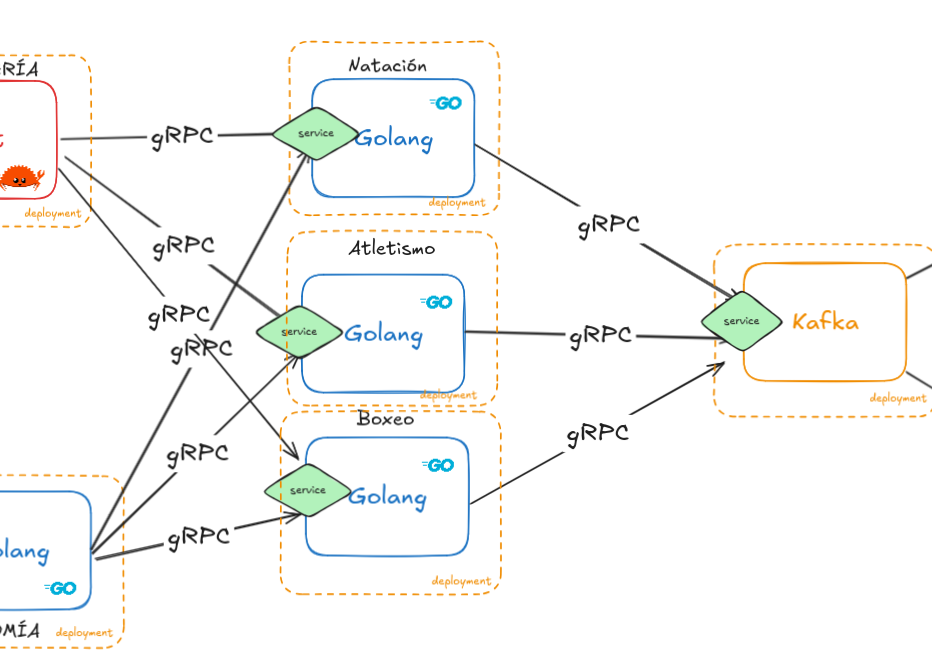 RÍA
t
deployment
gRPC
gRPC
gRPC
gRPC
gRPC
gRPC
olang
GO
OMÍA
deployment
Natación
service
Golang
GO
deployment
Atletismo
service
Golang
GO
deployment
Boxeo
service
Golang
GO
deployment
gRPC
gRPC
gRPC
service
Kafka
deployment